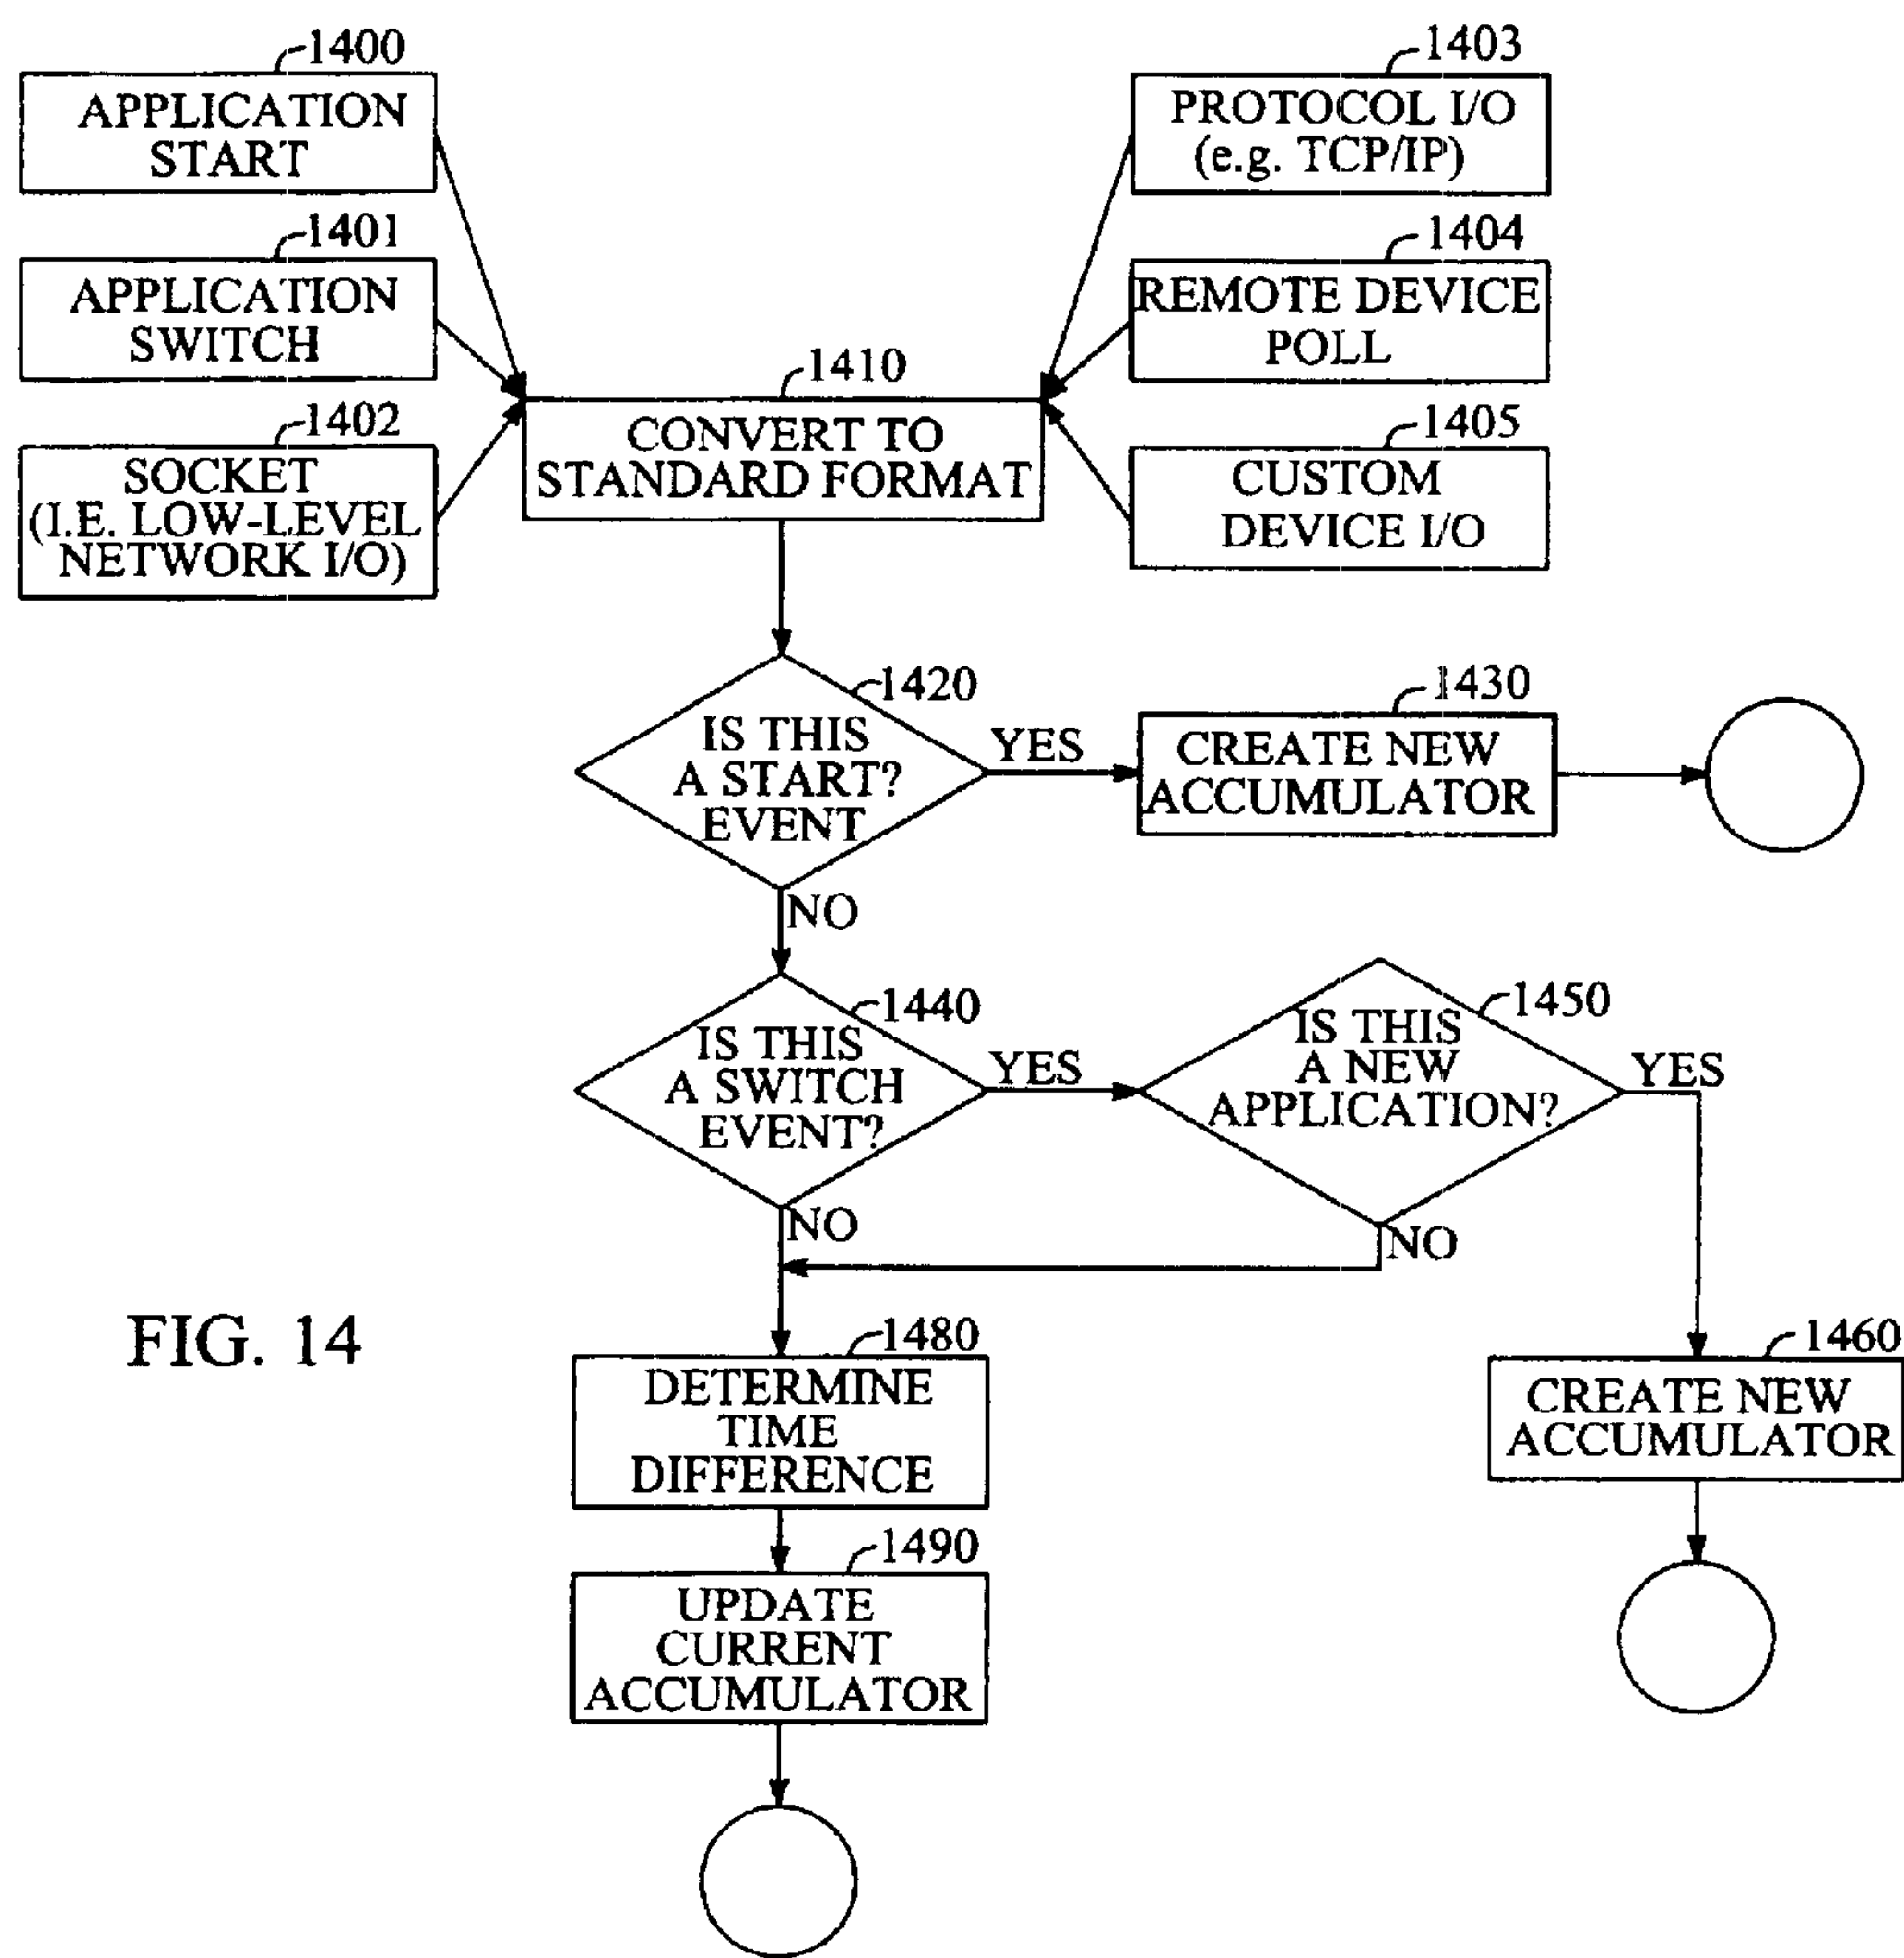 1400
APPLICATION
START
1401
APPLICATION
SWITCH
1402
SOCKET
(I.E. LOW-LEVEL
NETWORK I/O)
1403
PROTOCOL I/O
(e.g. TCP/IP)
1404
REMOTE DEVICE
POLL
1405
CUSTOM
DEVICE I/O
1410
CONVERT TO
STANDARD FORMAT
1420
IS THIS
A START?
EVENT
YES
NO
1430
CREATE NEW
ACCUMULATOR
1440
IS THIS
A SWITCH
EVENT?
YES
NO
1450
IS THIS
A NEW
APPLICATION?
YES
NO
1460
CREATE NEW
ACCUMULATOR
1480
DETERMINE
TIME
DIFFERENCE
1490
UPDATE
CURRENT
ACCUMULATOR
FIG. 14